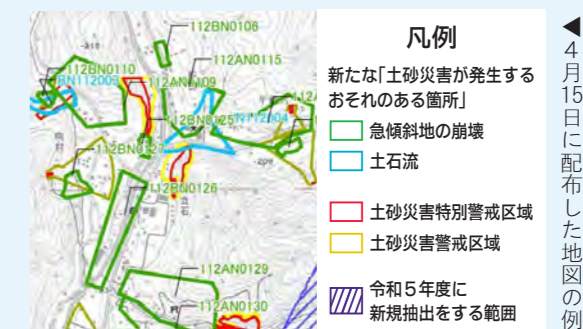 ◀4月15日に配布した地図の例
凡例
新たな「土砂災害が発生する
おそれのある箇所」
急傾斜地の崩壊
土石流
土砂災害特別警戒区域
土砂災害警戒区域
令和5年度に
新規抽出をする範囲
112BN0106
112AN0115
112BN0110
112AN0109
112BN0125
112BN0127
112BN0126
112AN0129
112AN0130
立石